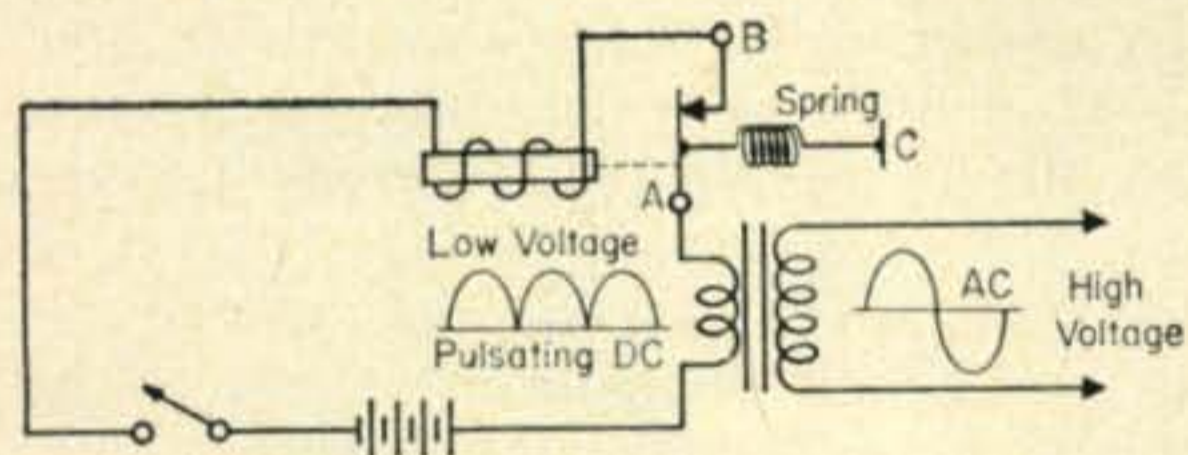 B
Spring
C
A
Low Voltage
Pulsating DC
AC
High
Voltage